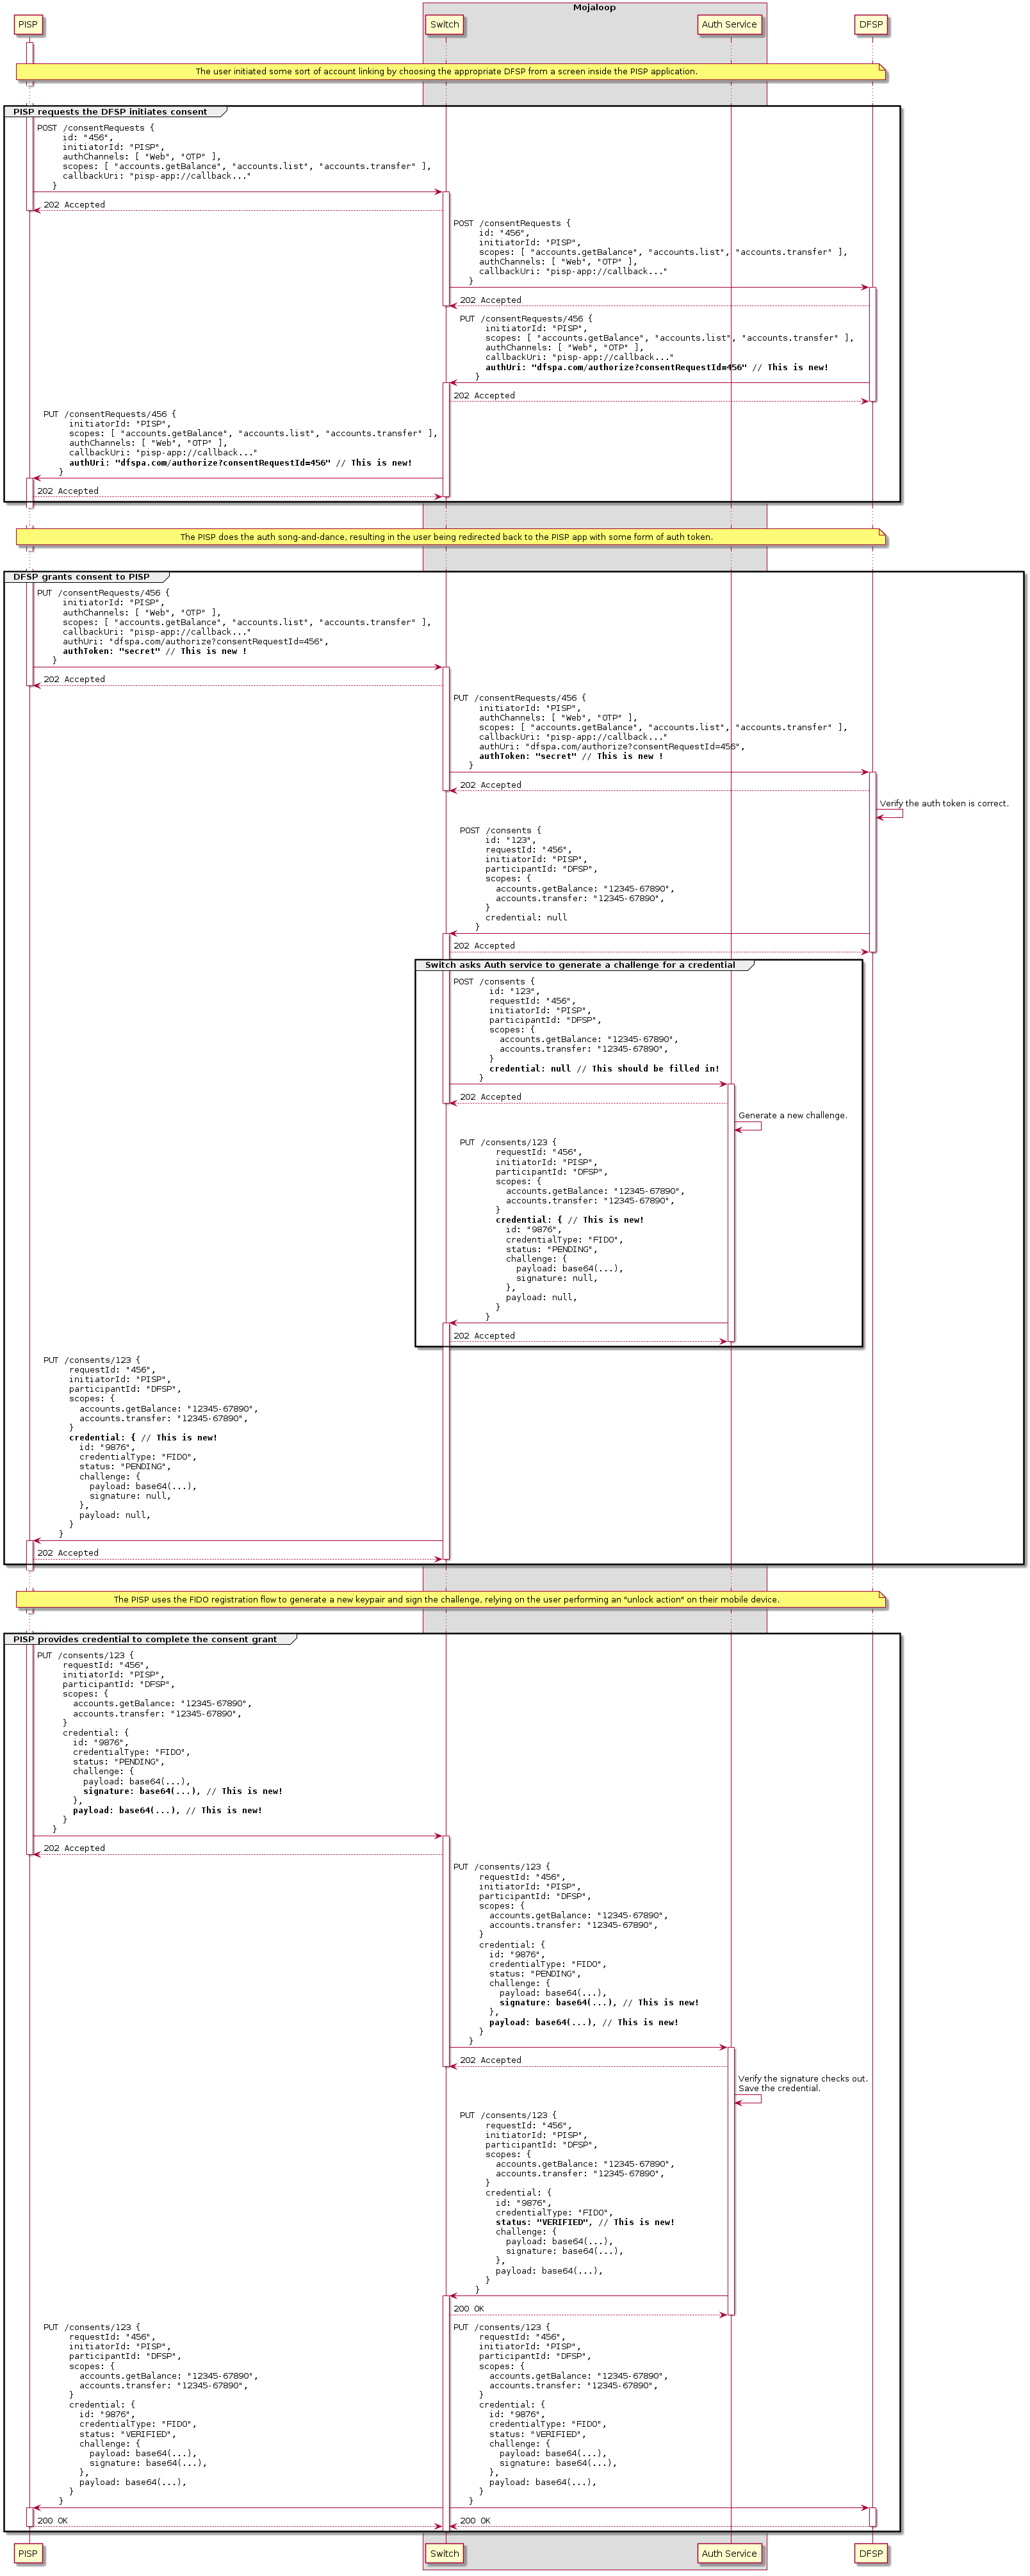 Mojaloop
PISP
Switch
Auth Service
DFSP
The user initiated some sort of account linking by choosing the appropriate DFSP from a screen inside the PISP application.
PISP requests the DFSP initiates consent
POST /consentRequests {
id: "456",
initiatorId: "PISP",
authChannels: [ "Web", "OTP" ],
scopes: [ "accounts.getBalance", "accounts.list", "accounts.transfer" ],
callbackUri: "pisp-app://callback..."
}
202 Accepted
POST /consentRequests {
id: "456",
initiatorId: "PISP",
scopes: [ "accounts.getBalance", "accounts.list", "accounts.transfer" ],
authChannels: [ "Web", "OTP" ],
callbackUri: "pisp-app://callback..."
}
202 Accepted
PUT /consentRequests/456 {
initiatorId: "PISP",
scopes: [ "accounts.getBalance", "accounts.list", "accounts.transfer" ],
authChannels: [ "Web", "OTP" ],
callbackUri: "pisp-app://callback..."
authUri: "dfspa.com/authorize?consentRequestId=456" // This is new!
}
202 Accepted
PUT /consentRequests/456 {
initiatorId: "PISP",
scopes: [ "accounts.getBalance", "accounts.list", "accounts.transfer" ],
authChannels: [ "Web", "OTP" ],
callbackUri: "pisp-app://callback..."
authUri: "dfspa.com/authorize?consentRequestId=456" // This is new!
}
202 Accepted
The PISP does the auth song-and-dance, resulting in the user being redirected back to the PISP app with some form of auth token.
DFSP grants consent to PISP
PUT /consentRequests/456 {
initiatorId: "PISP",
authChannels: [ "Web", "OTP" ],
scopes: [ "accounts.getBalance", "accounts.list", "accounts.transfer" ],
callbackUri: "pisp-app://callback..."
authUri: "dfspa.com/authorize?consentRequestId=456",
authToken: "secret" // This is new !
}
202 Accepted
PUT /consentRequests/456 {
initiatorId: "PISP",
authChannels: [ "Web", "OTP" ],
scopes: [ "accounts.getBalance", "accounts.list", "accounts.transfer" ],
callbackUri: "pisp-app://callback..."
authUri: "dfspa.com/authorize?consentRequestId=456",
authToken: "secret" // This is new !
}
202 Accepted
Verify the auth token is correct.
POST /consents {
id: "123",
requestId: "456",
initiatorId: "PISP",
participantId: "DFSP",
scopes: {
accounts.getBalance: "12345-67890",
accounts.transfer: "12345-67890",
}
credential: null
}
202 Accepted
Switch asks Auth service to generate a challenge for a credential
POST /consents {
id: "123",
requestId: "456",
initiatorId: "PISP",
participantId: "DFSP",
scopes: {
accounts.getBalance: "12345-67890",
accounts.transfer: "12345-67890",
}
credential: null // This should be filled in!
}
202 Accepted
Generate a new challenge.
PUT /consents/123 {
requestId: "456",
initiatorId: "PISP",
participantId: "DFSP",
scopes: {
accounts.getBalance: "12345-67890",
accounts.transfer: "12345-67890",
}
credential: { // This is new!
id: "9876",
credentialType: "FIDO",
status: "PENDING",
challenge: {
payload: base64(...),
signature: null,
},
payload: null,
}
}
202 Accepted
PUT /consents/123 {
requestId: "456",
initiatorId: "PISP",
participantId: "DFSP",
scopes: {
accounts.getBalance: "12345-67890",
accounts.transfer: "12345-67890",
}
credential: { // This is new!
id: "9876",
credentialType: "FIDO",
status: "PENDING",
challenge: {
payload: base64(...),
signature: null,
},
payload: null,
}
}
202 Accepted
The PISP uses the FIDO registration flow to generate a new keypair and sign the challenge, relying on the user performing an "unlock action" on their mobile device.
PISP provides credential to complete the consent grant
PUT /consents/123 {
requestId: "456",
initiatorId: "PISP",
participantId: "DFSP",
scopes: {
accounts.getBalance: "12345-67890",
accounts.transfer: "12345-67890",
}
credential: {
id: "9876",
credentialType: "FIDO",
status: "PENDING",
challenge: {
payload: base64(...),
signature: base64(...), // This is new!
},
payload: base64(...), // This is new!
}
}
202 Accepted
PUT /consents/123 {
requestId: "456",
initiatorId: "PISP",
participantId: "DFSP",
scopes: {
accounts.getBalance: "12345-67890",
accounts.transfer: "12345-67890",
}
credential: {
id: "9876",
credentialType: "FIDO",
status: "PENDING",
challenge: {
payload: base64(...),
signature: base64(...), // This is new!
},
payload: base64(...), // This is new!
}
}
202 Accepted
Verify the signature checks out.
Save the credential.
PUT /consents/123 {
requestId: "456",
initiatorId: "PISP",
participantId: "DFSP",
scopes: {
accounts.getBalance: "12345-67890",
accounts.transfer: "12345-67890",
}
credential: {
id: "9876",
credentialType: "FIDO",
status: "VERIFIED", // This is new!
challenge: {
payload: base64(...),
signature: base64(...),
},
payload: base64(...),
}
}
200 OK
PUT /consents/123 {
requestId: "456",
initiatorId: "PISP",
participantId: "DFSP",
scopes: {
accounts.getBalance: "12345-67890",
accounts.transfer: "12345-67890",
}
credential: {
id: "9876",
credentialType: "FIDO",
status: "VERIFIED",
challenge: {
payload: base64(...),
signature: base64(...),
},
payload: base64(...),
}
}
200 OK
PUT /consents/123 {
requestId: "456",
initiatorId: "PISP",
participantId: "DFSP",
scopes: {
accounts.getBalance: "12345-67890",
accounts.transfer: "12345-67890",
}
credential: {
id: "9876",
credentialType: "FIDO",
status: "VERIFIED",
challenge: {
payload: base64(...),
signature: base64(...),
},
payload: base64(...),
}
}
200 OK
PISP
Switch
Auth Service
DFSP